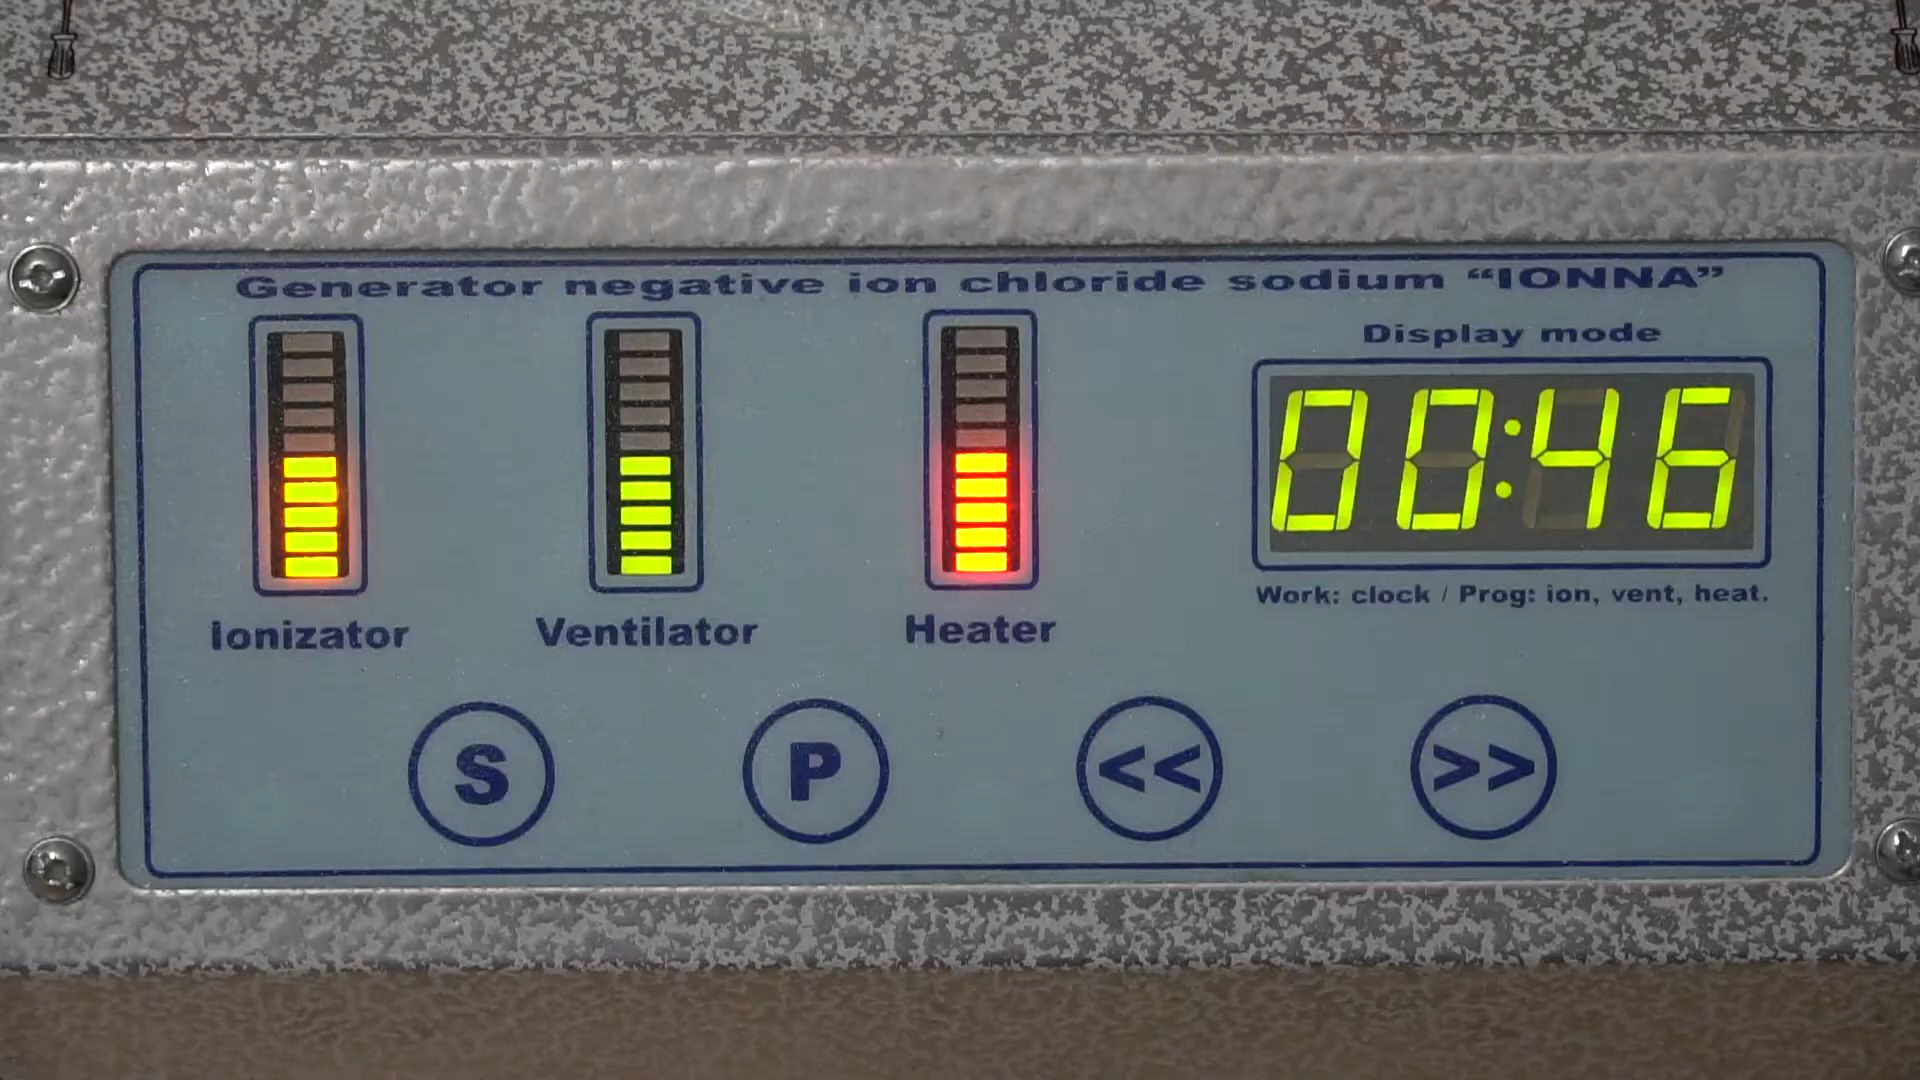 Generator negative ion chloride sodium “IONNA”
Display mode
00:46
Work: clock / Prog: ion, vent, heat.
Ionizator
Ventilator
Heater
S
P
<<
>>